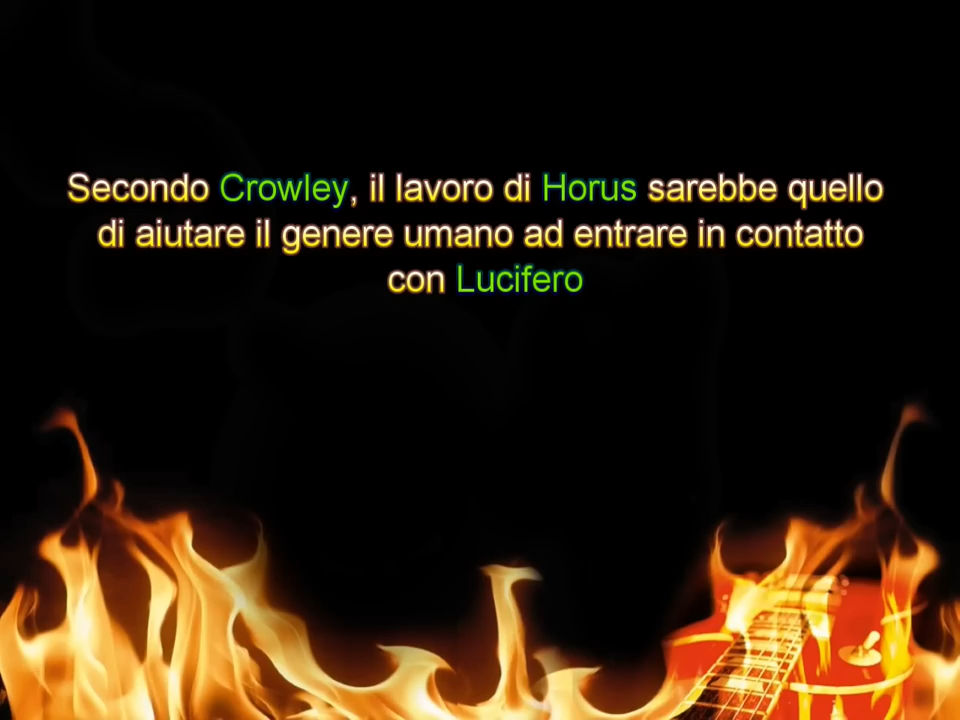 Secondo Crowley, il lavoro di Horus sarebbe quello
di aiutare il genere umano ad entrare in contatto
con Lucifero